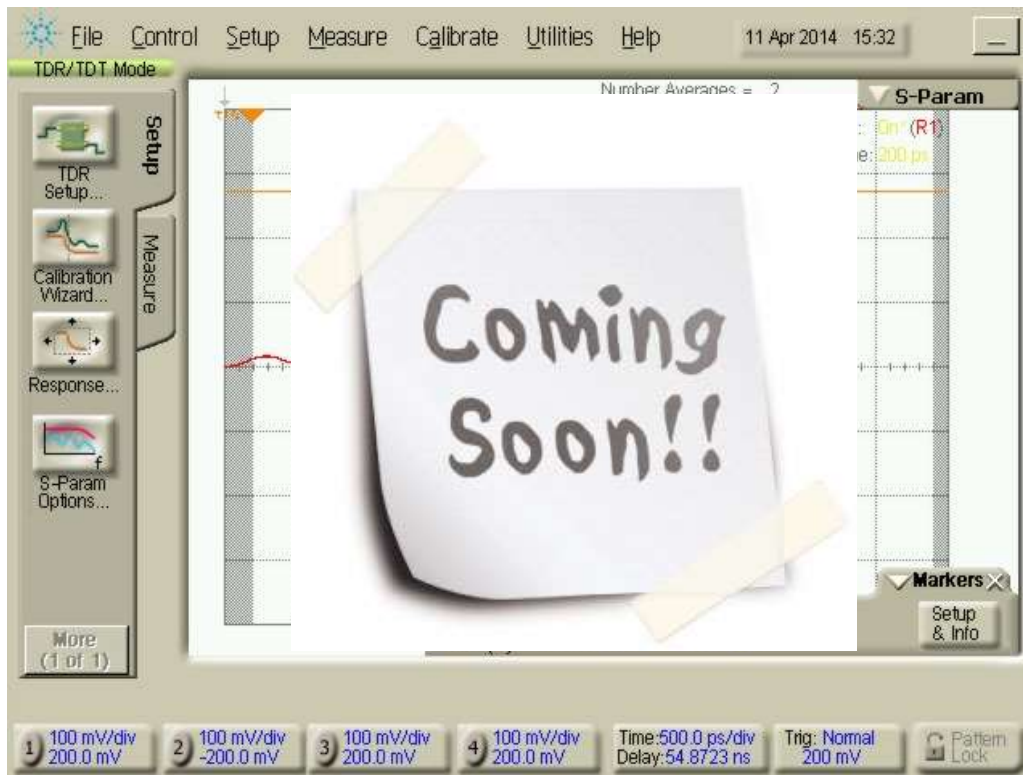 File Control Setup Measure Calibrate Utilities Help 11 Apr 2014 15:32
TDR/TDT Mode
Number Averages = 2
S-Param
On* (R1)
200 ps
Setup
Measure
TDR
Setup...
Calibration
Wizard...
Response...
S-Param
Options...
More
(1 of 1)
Coming
Soon!!
Markers
Setup
& Info
1 100 mV/div
200.0 mV
2 100 mV/div
-200.0 mV
3 100 mV/div
200.0 mV
4 100 mV/div
200.0 mV
Time:500.0 ps/div
Delay:54.8723 ns
Trig: Normal
200 mV
Pattern
Lock